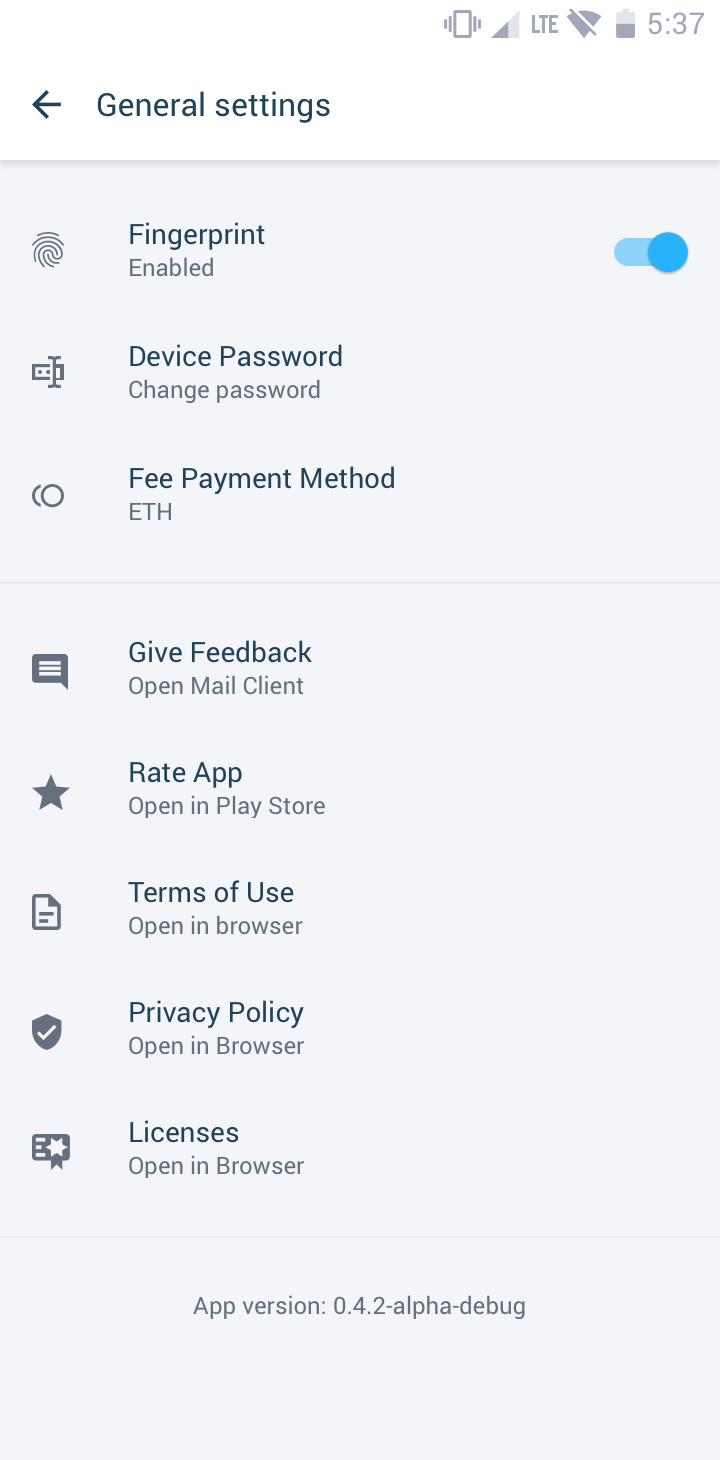 LTE 5:37
General settings
Fingerprint
Enabled
Device Password
Change password
Fee Payment Method
ETH
Give Feedback
Open Mail Client
Rate App
Open in Play Store
Terms of Use
Open in browser
Privacy Policy
Open in Browser
Licenses
Open in Browser
App version: 0.4.2-alpha-debug